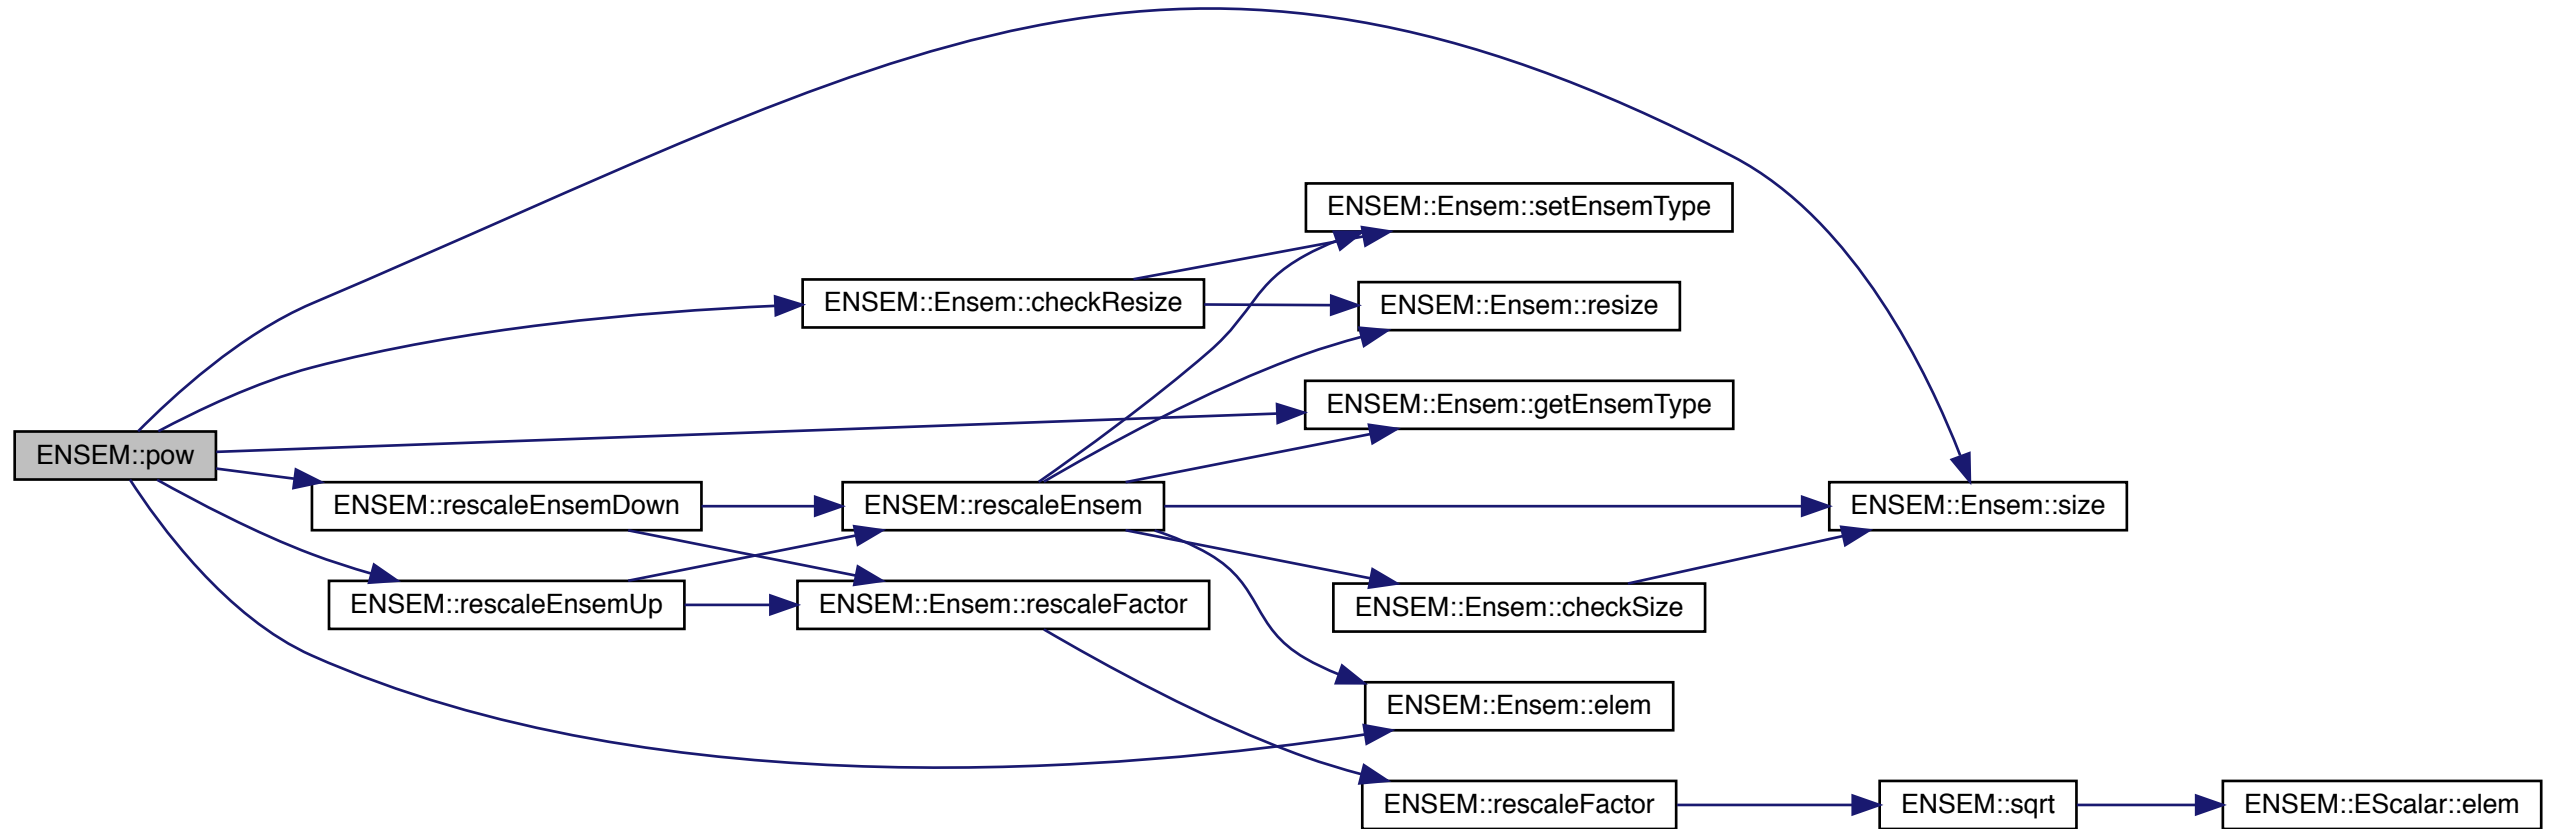 ENSEM::Ensem::setEnsemType
ENSEM::Ensem::checkResize
ENSEM::Ensem::resize
ENSEM::Ensem::getEnsemType
ENSEM::pow
ENSEM::rescaleEnsemDown
ENSEM::rescaleEnsem
ENSEM::Ensem::size
ENSEM::rescaleEnsemUp
ENSEM::Ensem::rescaleFactor
ENSEM::Ensem::checkSize
ENSEM::Ensem::elem
ENSEM::rescaleFactor
ENSEM::sqrt
ENSEM::EScalar::elem